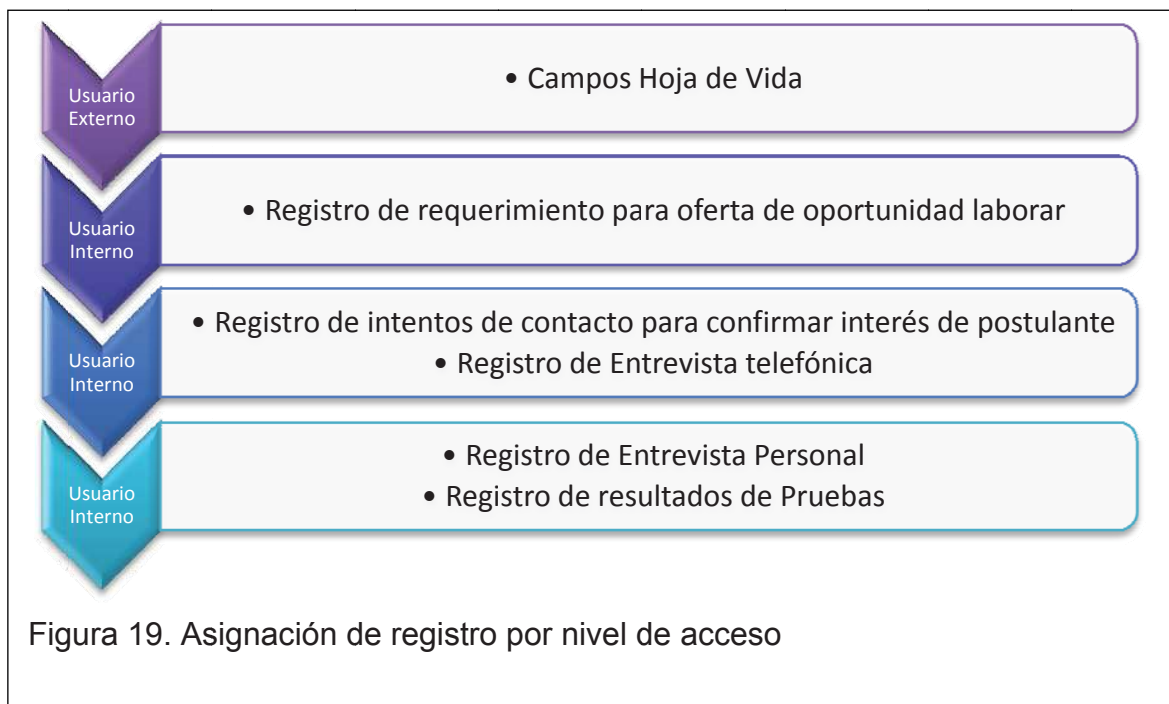 Usuario
Externo
• Campos Hoja de Vida
Usuario
Interno
• Registro de requerimiento para oferta de oportunidad laborar
Usuario
Interno
• Registro de intentos de contacto para confirmar interés de postulante
• Registro de Entrevista telefónica
Usuario
Interno
• Registro de Entrevista Personal
• Registro de resultados de Pruebas
Figura 19. Asignación de registro por nivel de acceso